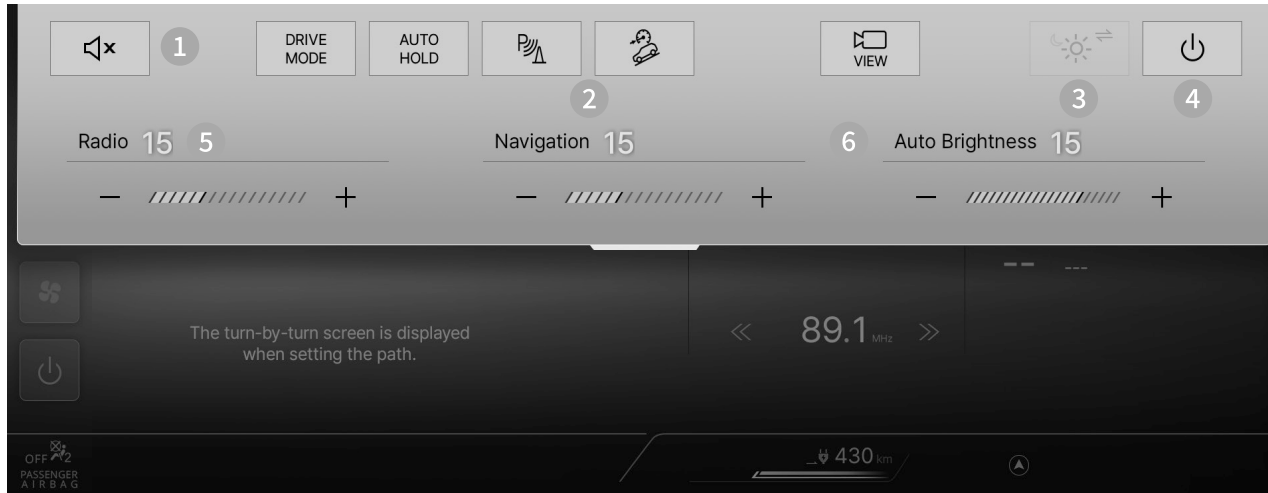 1
DRIVE
MODE
AUTO
HOLD
P
VIEW
2
3
4
Radio 15 5
Navigation 15
6 Auto Brightness 15
-- ---
The turn-by-turn screen is displayed
when setting the path.
89.1 MHz
OFF 2
PASSENGER
AIRBAG
430 km